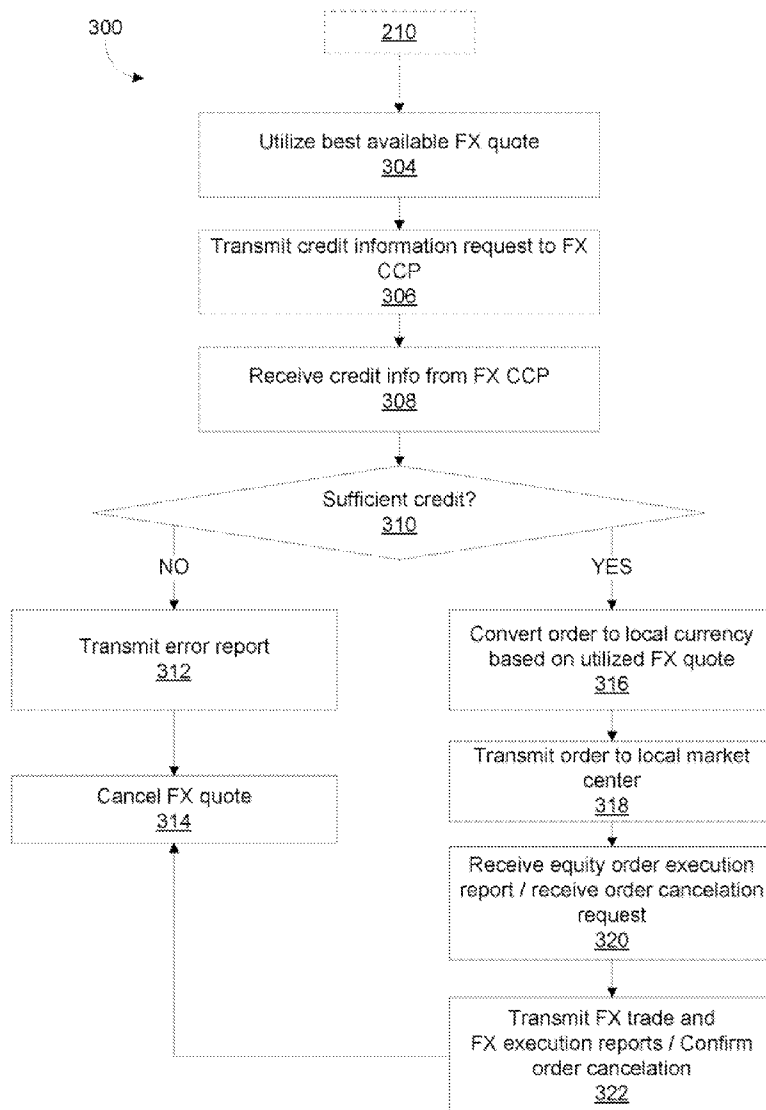 300
210
Utilize best available FX quote
304
Transmit credit information request to FX
CCP
306
Receive credit info from FX CCP
308
Sufficient credit?
310
NO
YES
Transmit error report
312
Convert order to local currency
based on utilized FX quote
316
Cancel FX quote
314
Transmit order to local market
center
318
Receive equity order execution
report / receive order cancelation
request
320
Transmit FX trade and
FX execution reports / Confirm
order cancelation
322